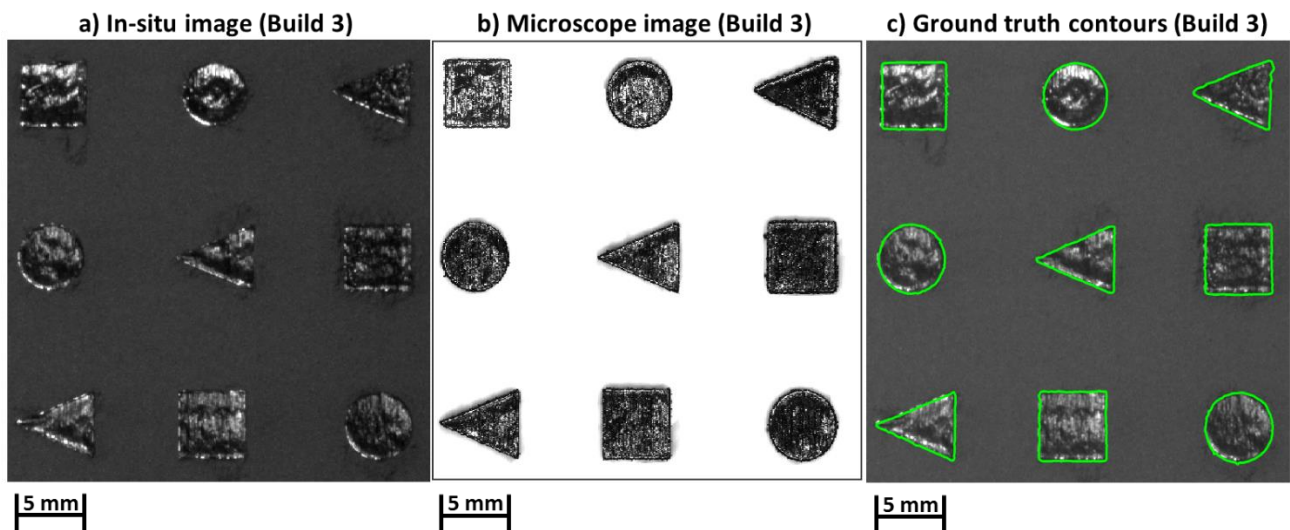 a) In-situ image (Build 3)
b) Microscope image (Build 3)
c) Ground truth contours (Build 3)
5 mm
5 mm
5 mm